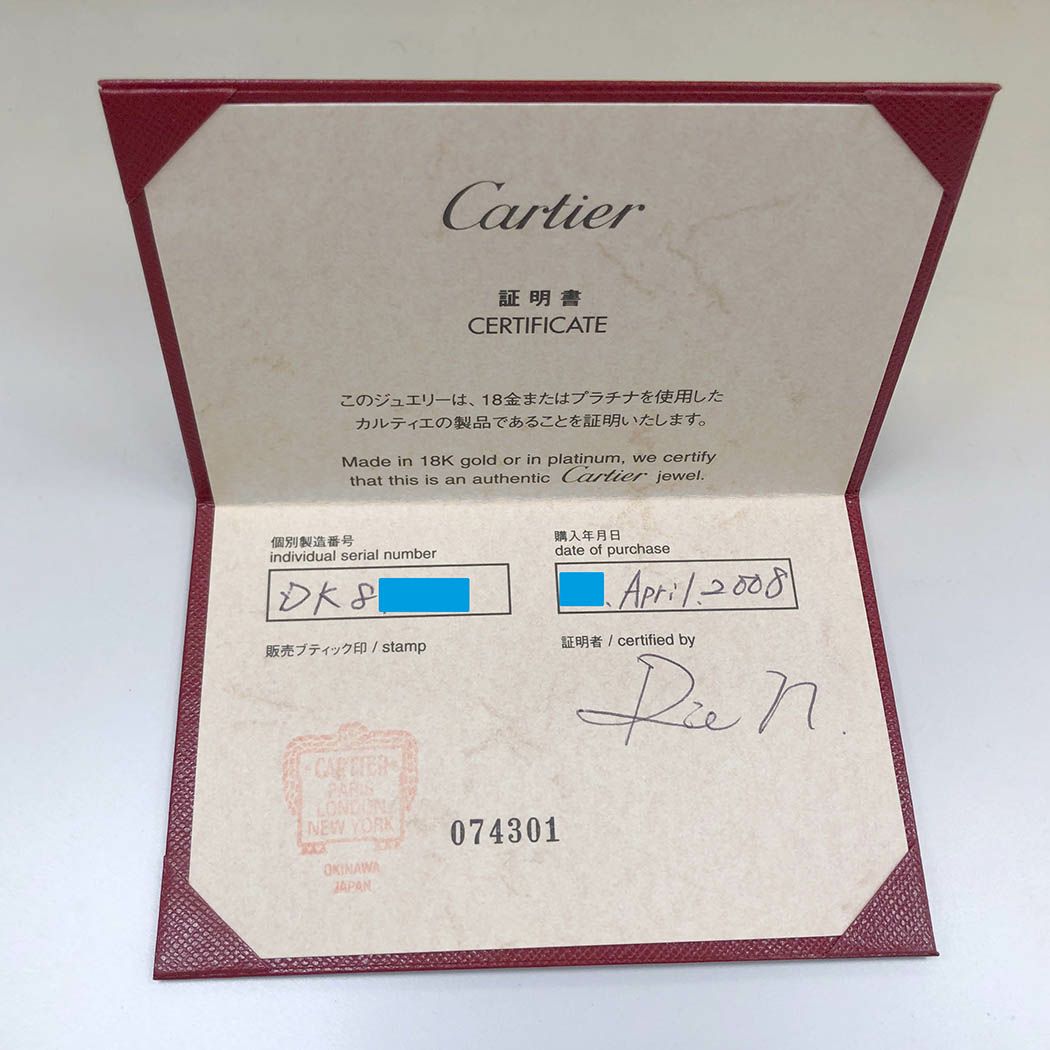 Cartier
証明書
CERTIFICATE
このジュエリーは、18金またはプラチナを使用した
カルティエの製品であることを証明いたします。
Made in 18K gold or in platinum, we certify
that this is an authentic Cartier jewel.
個別製造番号
individual serial number
DK8
購入年月日
date of purchase
. April. 2008
販売ブティック印 / stamp
証明者 / certified by
Rie N.
CARTIER
PARIS
LONDON
NEW YORK
OKINAWA
JAPAN
074301